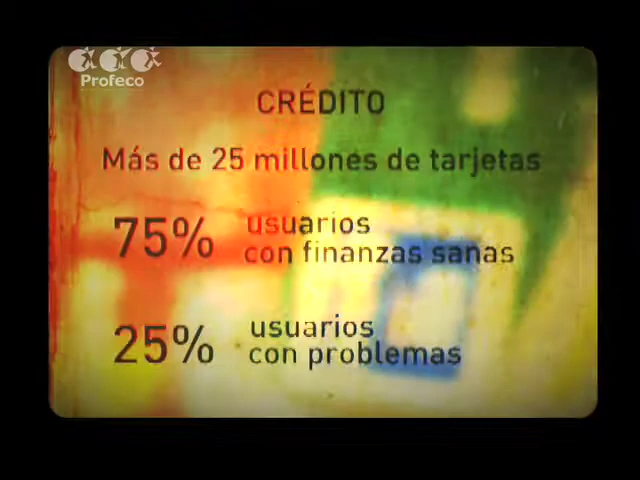 Profeco
CRÉDITO
Más de 25 millones de tarjetas
75% usuarios
con finanzas sanas
25% usuarios
con problemas